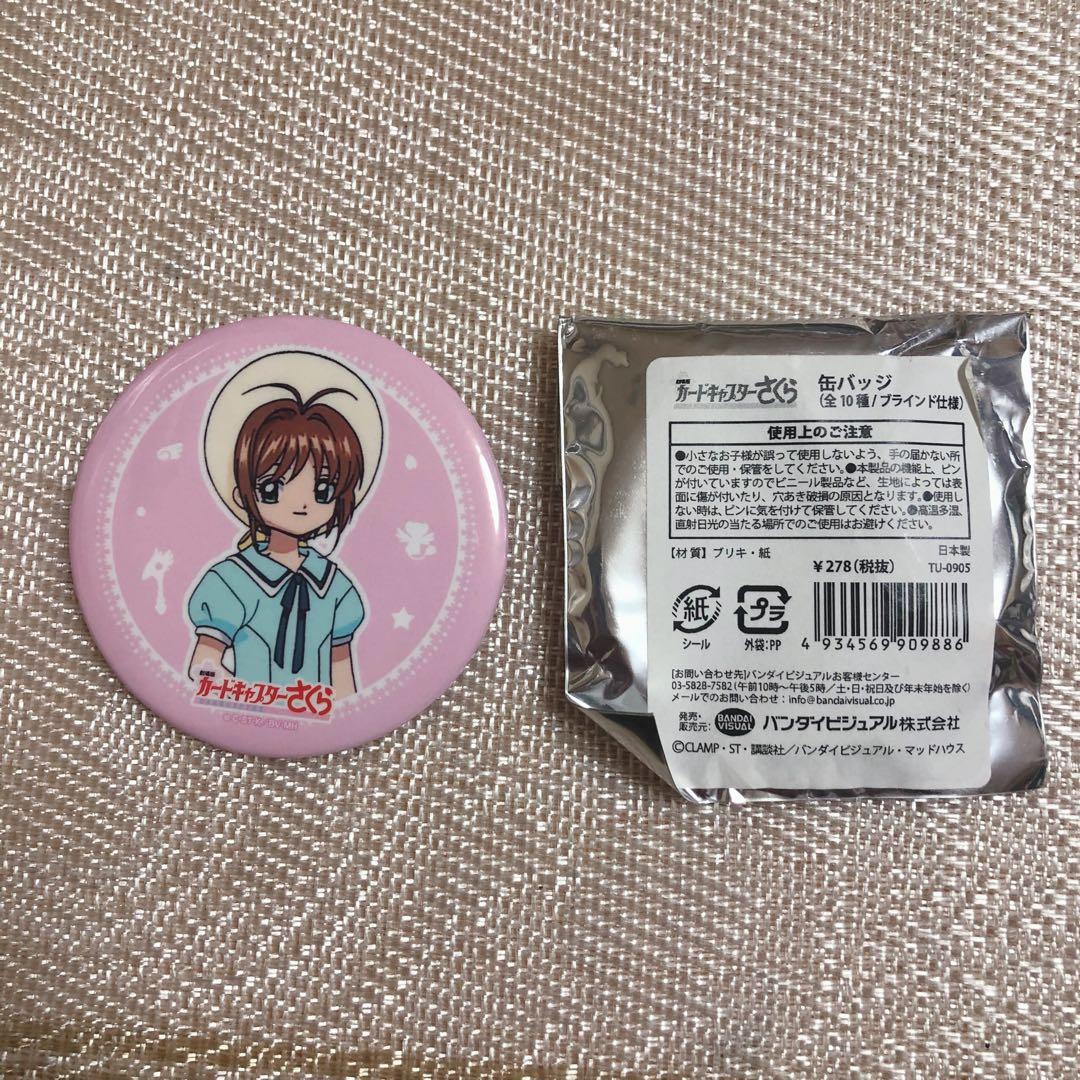 劇場版
カードキャスターさくら
劇場版
カードキャスターさくら
缶バッジ
(全10種/ブラインド仕様)
使用上のご注意
●小さなお子様が誤って使用しないよう、手の届かない所
でのご使用・保管をしてください。●本製品の機能上、ピン
が付いていますのでビニール製品など、生地によっては表
面に傷が付いたり、穴あき破損の原因となります。●使用し
ない時は、ピンに気を付けて保管してください。●高温多湿、
直射日光の当たる場所でのご使用はお避けください。
【材質】ブリキ・紙
日本製
¥278(税抜)
TU-0905
紙
シール
プラ
外袋:PP
4 934569 909886
[お問い合わせ先]バンダイビジュアルお客様センター
03-5828-7582(午前10時〜午後5時/土・日・祝日及び年末年始を除く)
メールでのお問い合わせ:info@bandaivisual.co.jp
発売・
販売元:
BANDAI
VISUAL
バンダイビジュアル株式会社
©CLAMP・ST・講談社/バンダイビジュアル・マッドハウス